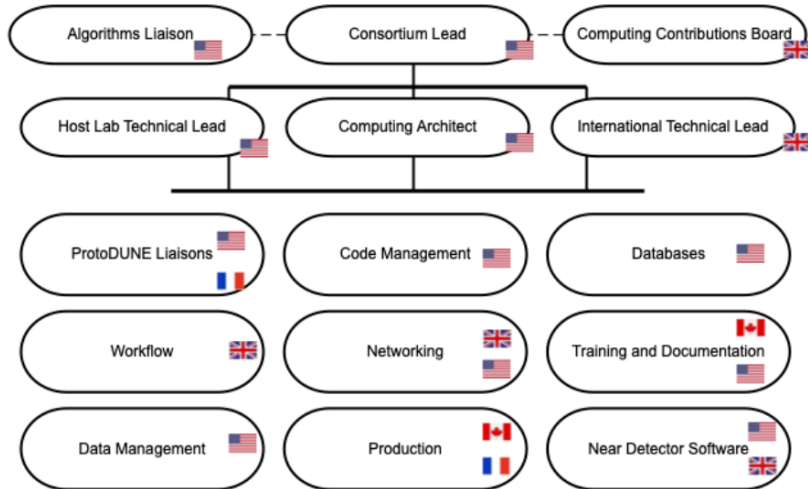 Algorithms Liaison
Consortium Lead
Computing Contributions Board
Host Lab Technical Lead
Computing Architect
International Technical Lead
ProtoDUNE Liaisons
Code Management
Databases
Workflow
Networking
Training and Documentation
Data Management
Production
Near Detector Software